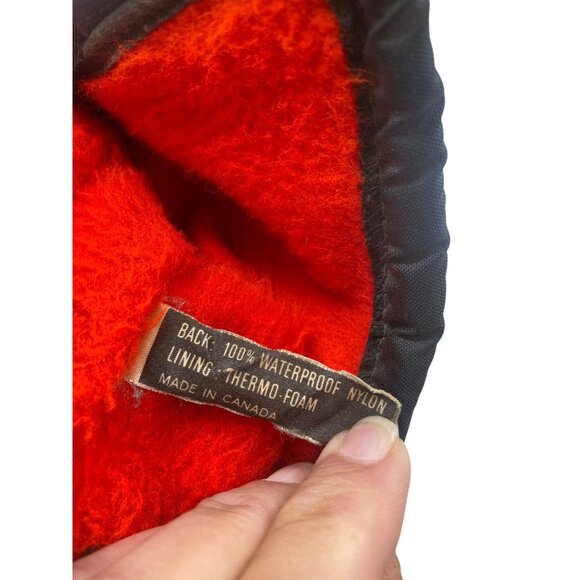 BACK: 100% WATERPROOF NYLON
LINING: THERMO-FOAM
MADE IN CANADA